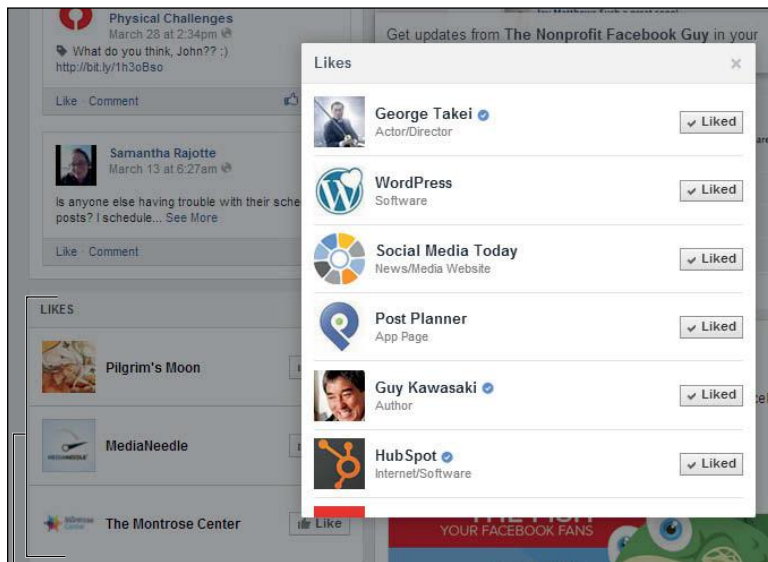 Physical Challenges
March 28 at 2:34pm
What do you think, John?? :)
http://bit.ly/1h3oBso
Like · Comment
Samantha Rajotte
March 13 at 6:27am
Is anyone else having trouble with their sche
posts? I schedule... See More
Like · Comment
LIKES
Pilgrim's Moon
MediaNeedle
MEDIANEEDLE
The Montrose Center
Like
Get updates from The Nonprofit Facebook Guy in your
Likes
George Takei
Actor/Director
Liked
WordPress
Software
Liked
Social Media Today
News/Media Website
Liked
Post Planner
App Page
Liked
Guy Kawasaki
Author
Liked
HubSpot
Internet/Software
Liked
THE FISH
YOUR FACEBOOK FANS